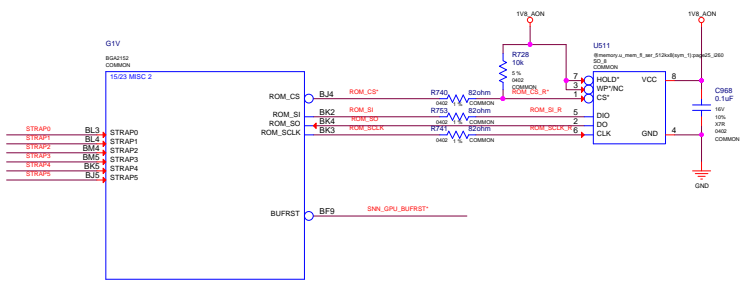 1V8_AON
1V8_AON
G1V
BGA2152
COMMON
15/23 MISC 2
R728
10k
5 %
0402
COMMON
U511
@memory.u_mem_fl_ser_512kx8(sym_1):page25_i260
SO_8
COMMON
ROM_CS BJ4 ROM_CS* R740 82ohm ROM_CS_R*
0402 1 % COMMON
7 HOLD* VCC 8
3 WP*/NC
1 CS*
C968
0.1uF
16V
10%
X7R
0402
COMMON
ROM_SI BK2 ROM_SI R753 82ohm ROM_SI_R 5 DIO
0402 1 % COMMON
ROM_SO BK4 ROM_SO 2 DO
ROM_SCLK BK3 ROM_SCLK R741 82ohm ROM_SCLK_R 6 CLK GND 4
0402 1 % COMMON
STRAP0 BL3 STRAP0
STRAP1 BL4 STRAP1
STRAP2 BM4 STRAP2
STRAP3 BM5 STRAP3
STRAP4 BK5 STRAP4
STRAP5 BJ5 STRAP5
GND
BUFRST BF9 SNN_GPU_BUFRST*